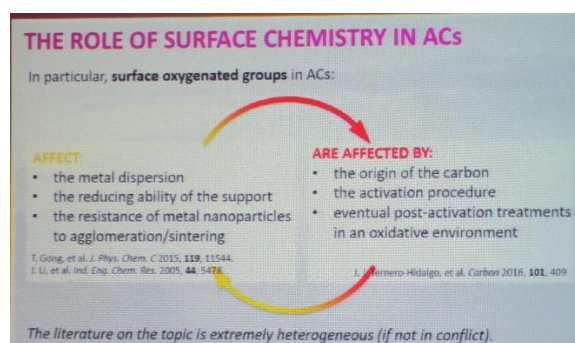 THE ROLE OF SURFACE CHEMISTRY IN ACs
In particular, surface oxygenated groups in ACs:
AFFECT:
• the metal dispersion
• the reducing ability of the support
• the resistance of metal nanoparticles
to agglomeration/sintering
T. Gong, et al. J. Phys. Chem. C 2015, 119, 11544.
J. Li, et al. Ind. Eng. Chem. Res. 2005, 44, 5478.
ARE AFFECTED BY:
• the origin of the carbon
• the activation procedure
• eventual post-activation treatments
in an oxidative environment
et al. Carbon 2016, 101, 409
The literature on the topic is extremely heterogeneous (if not in conflict).